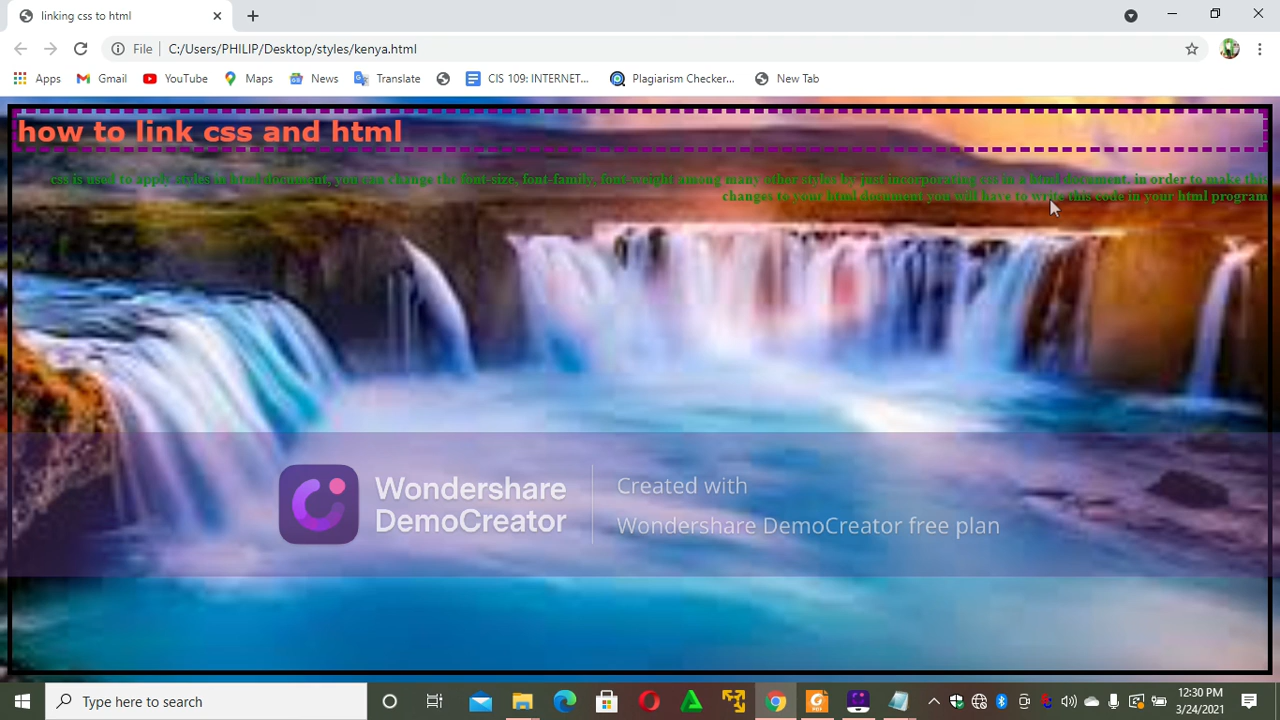 linking css to html
File
C:/Users/PHILIP/Desktop/styles/kenya.html
Apps
Gmail
YouTube
Maps
News
Translate
CIS 109: INTERNET...
Plagiarism Checker...
New Tab
how to link css and html
css is used to apply styles in html document, you can change the font-size, font-family, font-weight among many other styles by just incorporating css in a html document. in order to make this
changes to your html document you will have to write this code in your html program
Wondershare
DemoCreator
Created with
Wondershare DemoCreator free plan
Type here to search
12:30 PM
3/24/2021